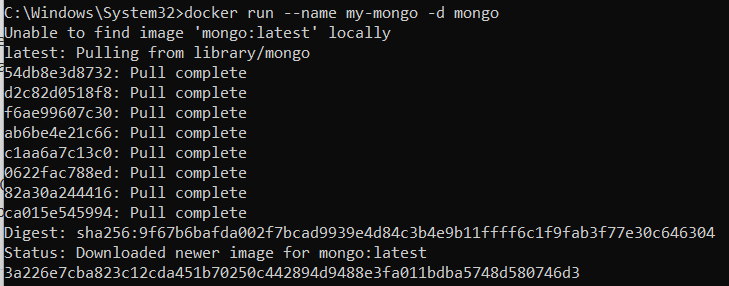 C:\Windows\System32>docker run --name my-mongo -d mongo
Unable to find image 'mongo:latest' locally
latest: Pulling from library/mongo
54db8e3d8732: Pull complete
d2c82d0518f8: Pull complete
f6ae99607c30: Pull complete
ab6be4e21c66: Pull complete
c1aa6a7c13c0: Pull complete
0622fac788ed: Pull complete
82a30a244416: Pull complete
ca015e545994: Pull complete
Digest: sha256:9f67b6bafda002f7bcad9939e4d84c3b4e9b11ffff6c1f9fab3f77e30c646304
Status: Downloaded newer image for mongo:latest
3a226e7cba823c12cda451b70250c442894d9488e3fa011bdba5748d580746d3